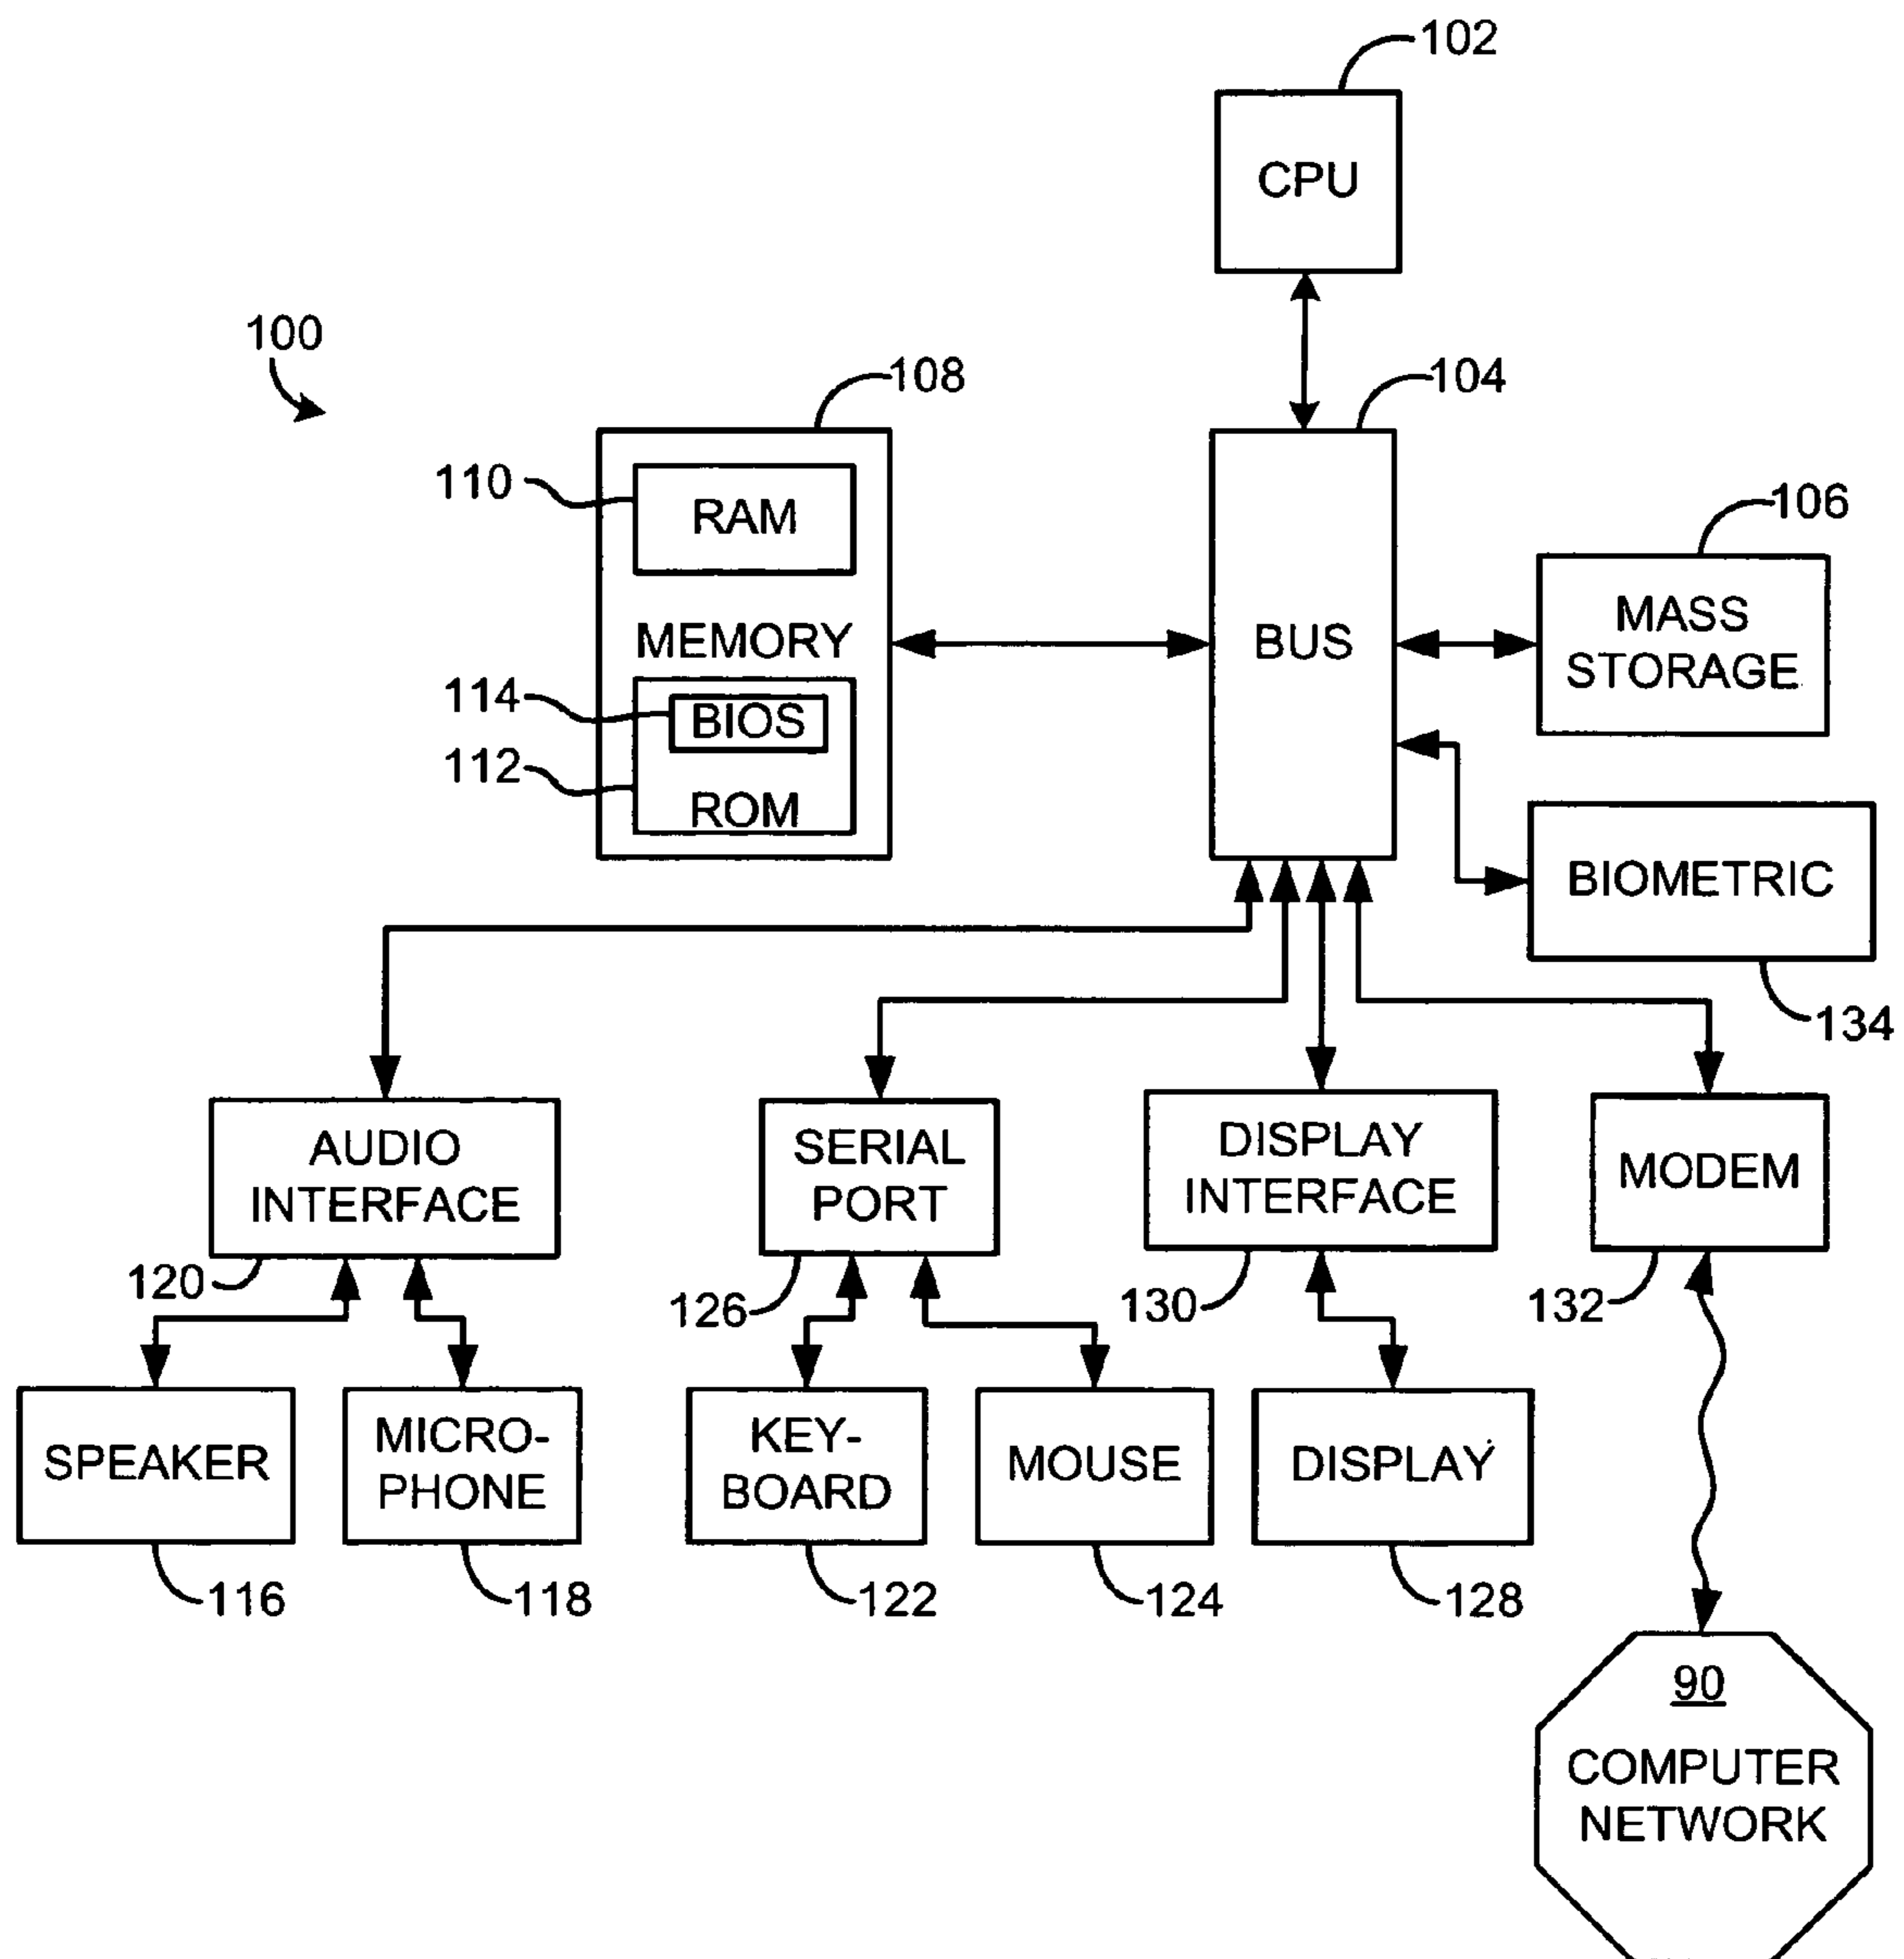 102
CPU
100
108
104
110
RAM
106
MEMORY
BUS
MASS
STORAGE
114
BIOS
112
ROM
BIOMETRIC
134
AUDIO
INTERFACE
SERIAL
PORT
DISPLAY
INTERFACE
MODEM
120
126
130
132
SPEAKER
MICRO-
PHONE
KEY-
BOARD
MOUSE
DISPLAY
116
118
122
124
128
90
COMPUTER
NETWORK